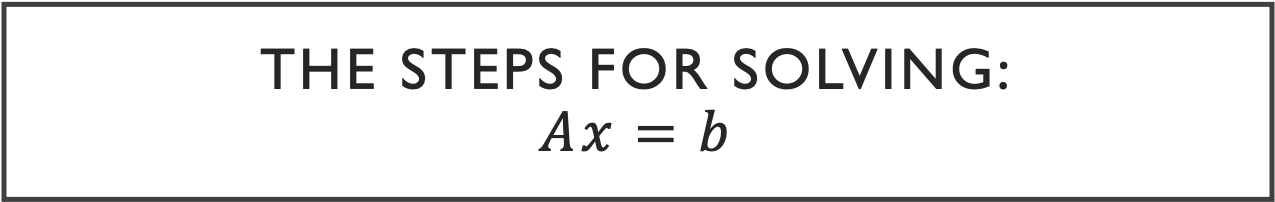 THE STEPS FOR SOLVING:
Ax = b